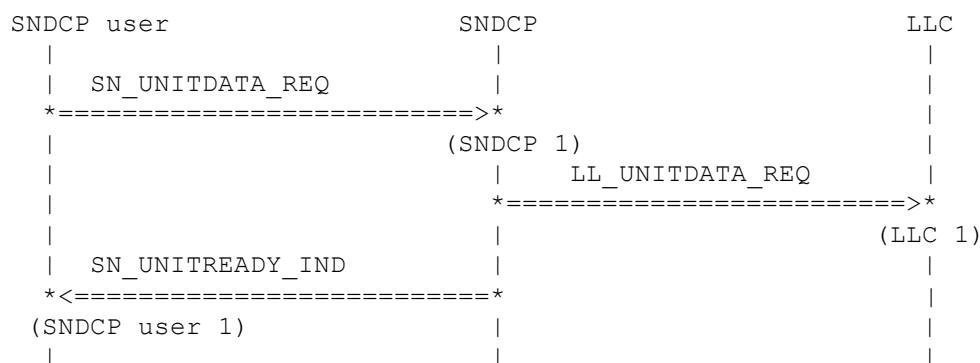 SNDCP user SNDCP LLC
SN_UNITDATA_REQ
(SNDCP 1)
LL_UNITDATA_REQ
(LLC 1)
SN_UNITREADY_IND
(SNDCP user 1)